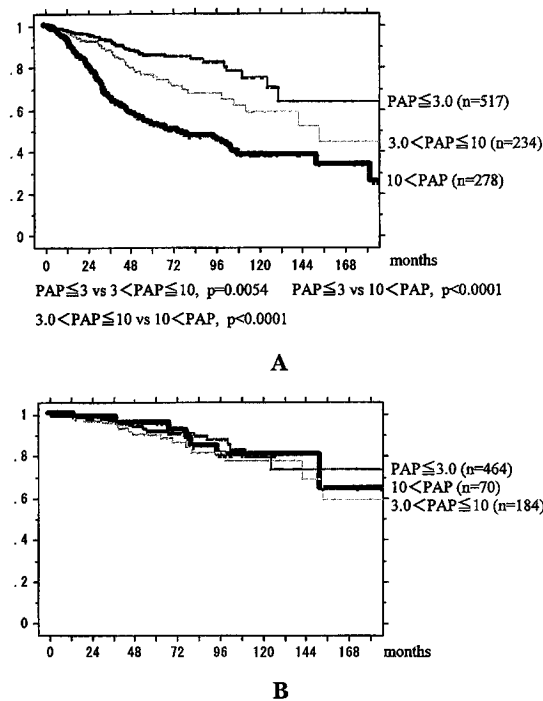 1
.8
.6
.4
.2
0
PAP≦3.0 (n=517)
3.0<PAP≦10 (n=234)
10<PAP (n=278)
0 24 48 72 96 120 144 168 months
PAP≦3 vs 3<PAP≦10, p=0.0054 PAP≦3 vs 10<PAP, p<0.0001
3.0<PAP≦10 vs 10<PAP, p<0.0001
A
1
.8
.6
.4
.2
0
PAP≦3.0 (n=464)
10<PAP (n=70)
3.0<PAP≦10 (n=184)
0 24 48 72 96 120 144 168 months
B